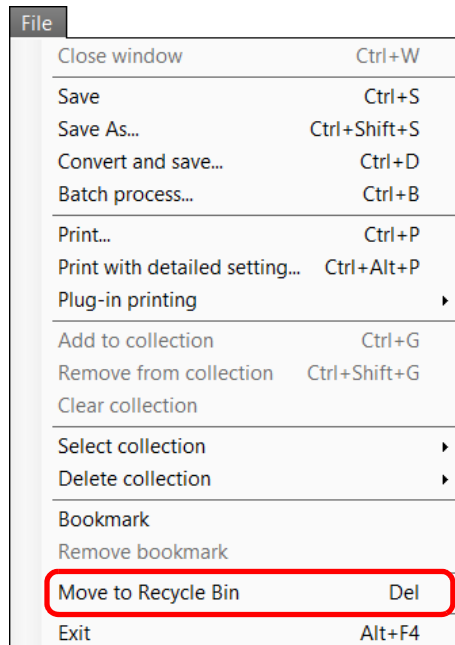 File
Close window Ctrl+W
Save Ctrl+S
Save As... Ctrl+Shift+S
Convert and save... Ctrl+D
Batch process... Ctrl+B
Print... Ctrl+P
Print with detailed setting... Ctrl+Alt+P
Plug-in printing
Add to collection Ctrl+G
Remove from collection Ctrl+Shift+G
Clear collection
Select collection
Delete collection
Bookmark
Remove bookmark
Move to Recycle Bin Del
Exit Alt+F4